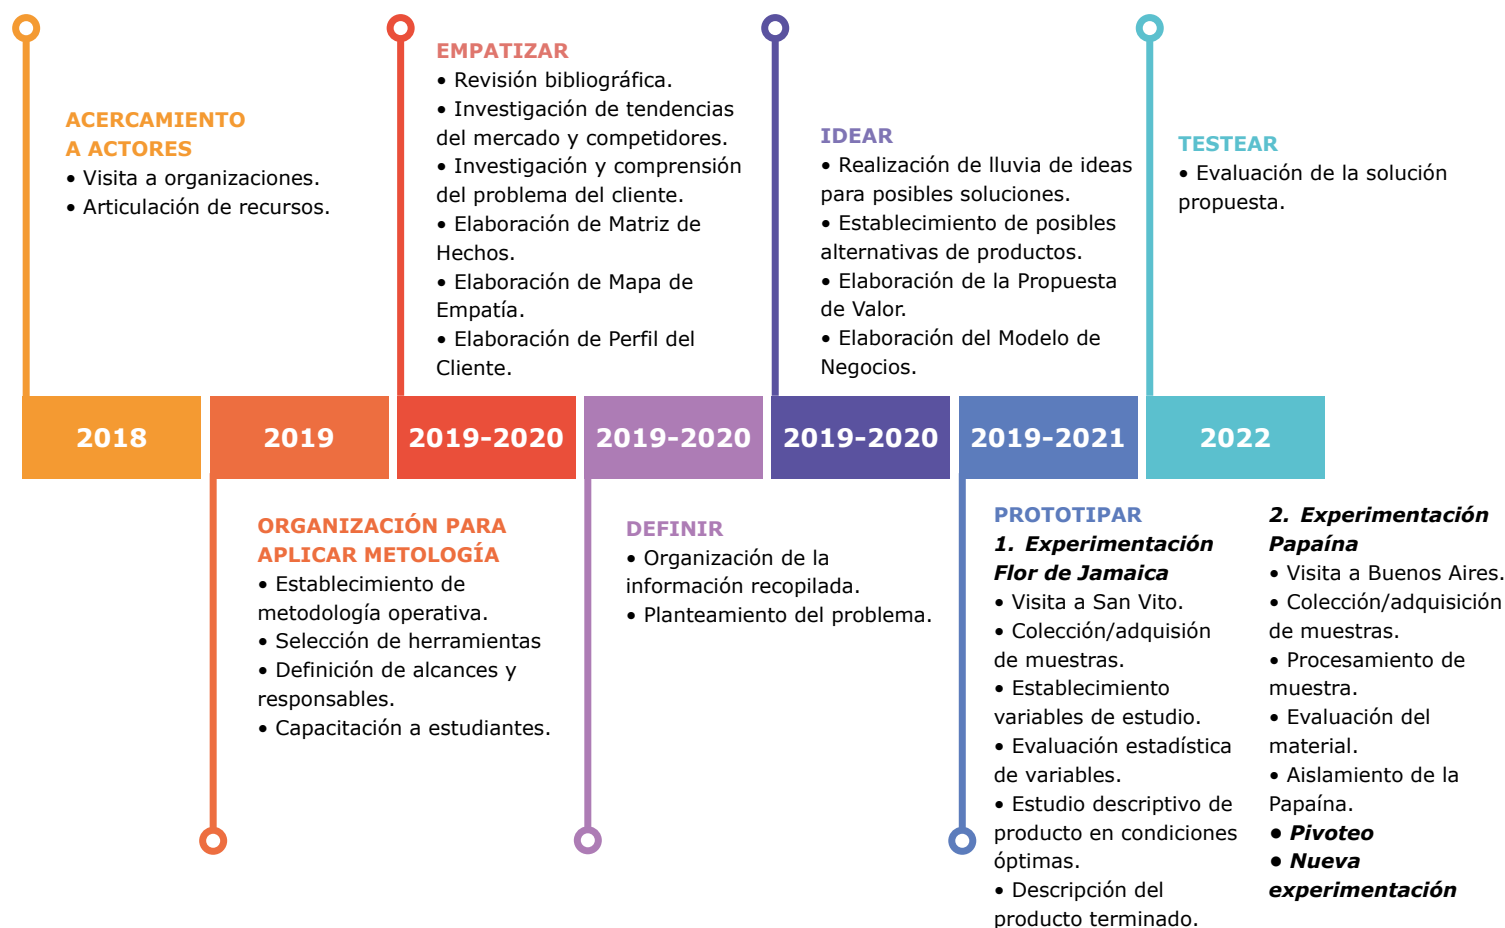 ACERCAMIENTO
A ACTORES
• Visita a organizaciones.
• Articulación de recursos.
EMPATIZAR
• Revisión bibliográfica.
• Investigación de tendencias
del mercado y competidores.
• Investigación y comprensión
del problema del cliente.
• Elaboración de Matriz de
Hechos.
• Elaboración de Mapa de
Empatía.
• Elaboración de Perfil del
Cliente.
IDEAR
• Realización de lluvia de ideas
para posibles soluciones.
• Establecimiento de posibles
alternativas de productos.
• Elaboración de la Propuesta
de Valor.
• Elaboración del Modelo de
Negocios.
TESTEAR
• Evaluación de la solución
propuesta.
2018
2019
2019-2020
2019-2020
2019-2020
2019-2021
2022
ORGANIZACIÓN PARA
APLICAR METOLOGÍA
• Establecimiento de
metodología operativa.
• Selección de herramientas
• Definición de alcances y
responsables.
• Capacitación a estudiantes.
DEFINIR
• Organización de la
información recopilada.
• Planteamiento del problema.
PROTOTIPAR
1. Experimentación
Flor de Jamaica
• Visita a San Vito.
• Colección/adquisión
de muestras.
• Establecimiento
variables de estudio.
• Evaluación estadística
de variables.
• Estudio descriptivo de
producto en condiciones
óptimas.
• Descripción del
producto terminado.
2. Experimentación
Papaína
• Visita a Buenos Aires.
• Colección/adquisición
de muestras.
• Procesamiento de
muestra.
• Evaluación del
material.
• Aislamiento de la
Papaína.
• Pivoteo
• Nueva
experimentación